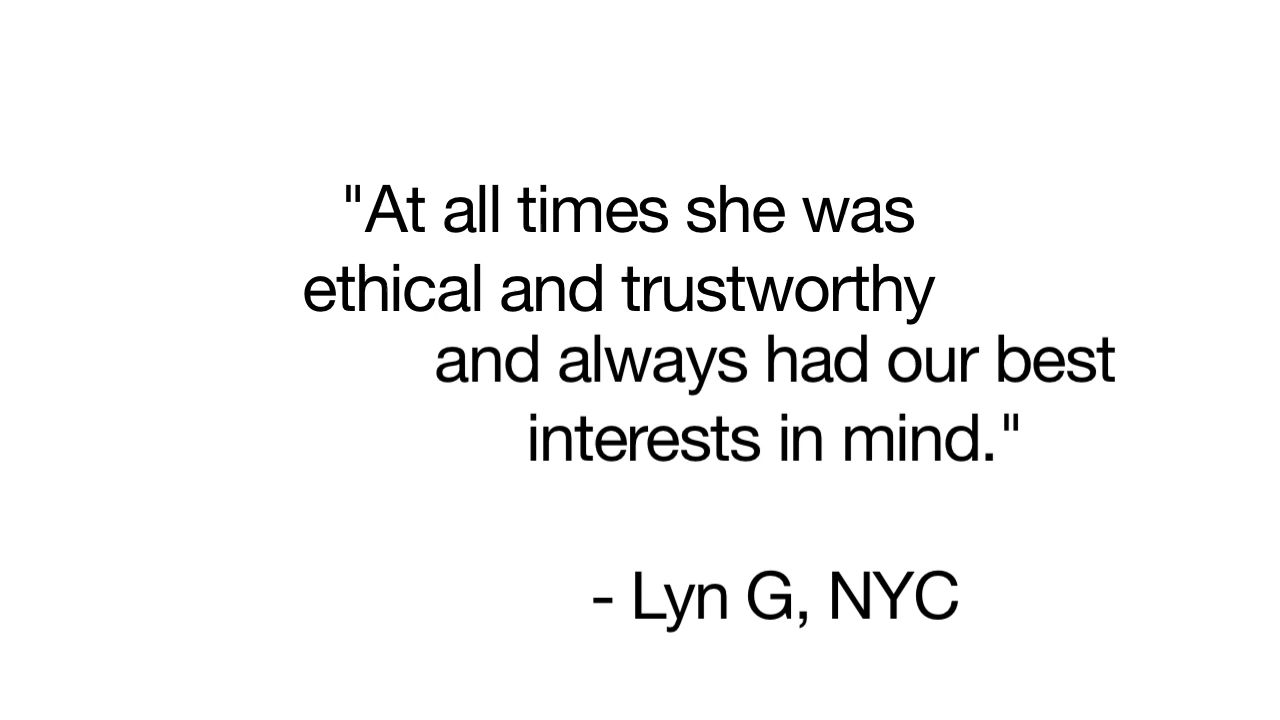 "At all times she was
ethical and trustworthy
and always had our best
interests in mind."
- Lyn G, NYC